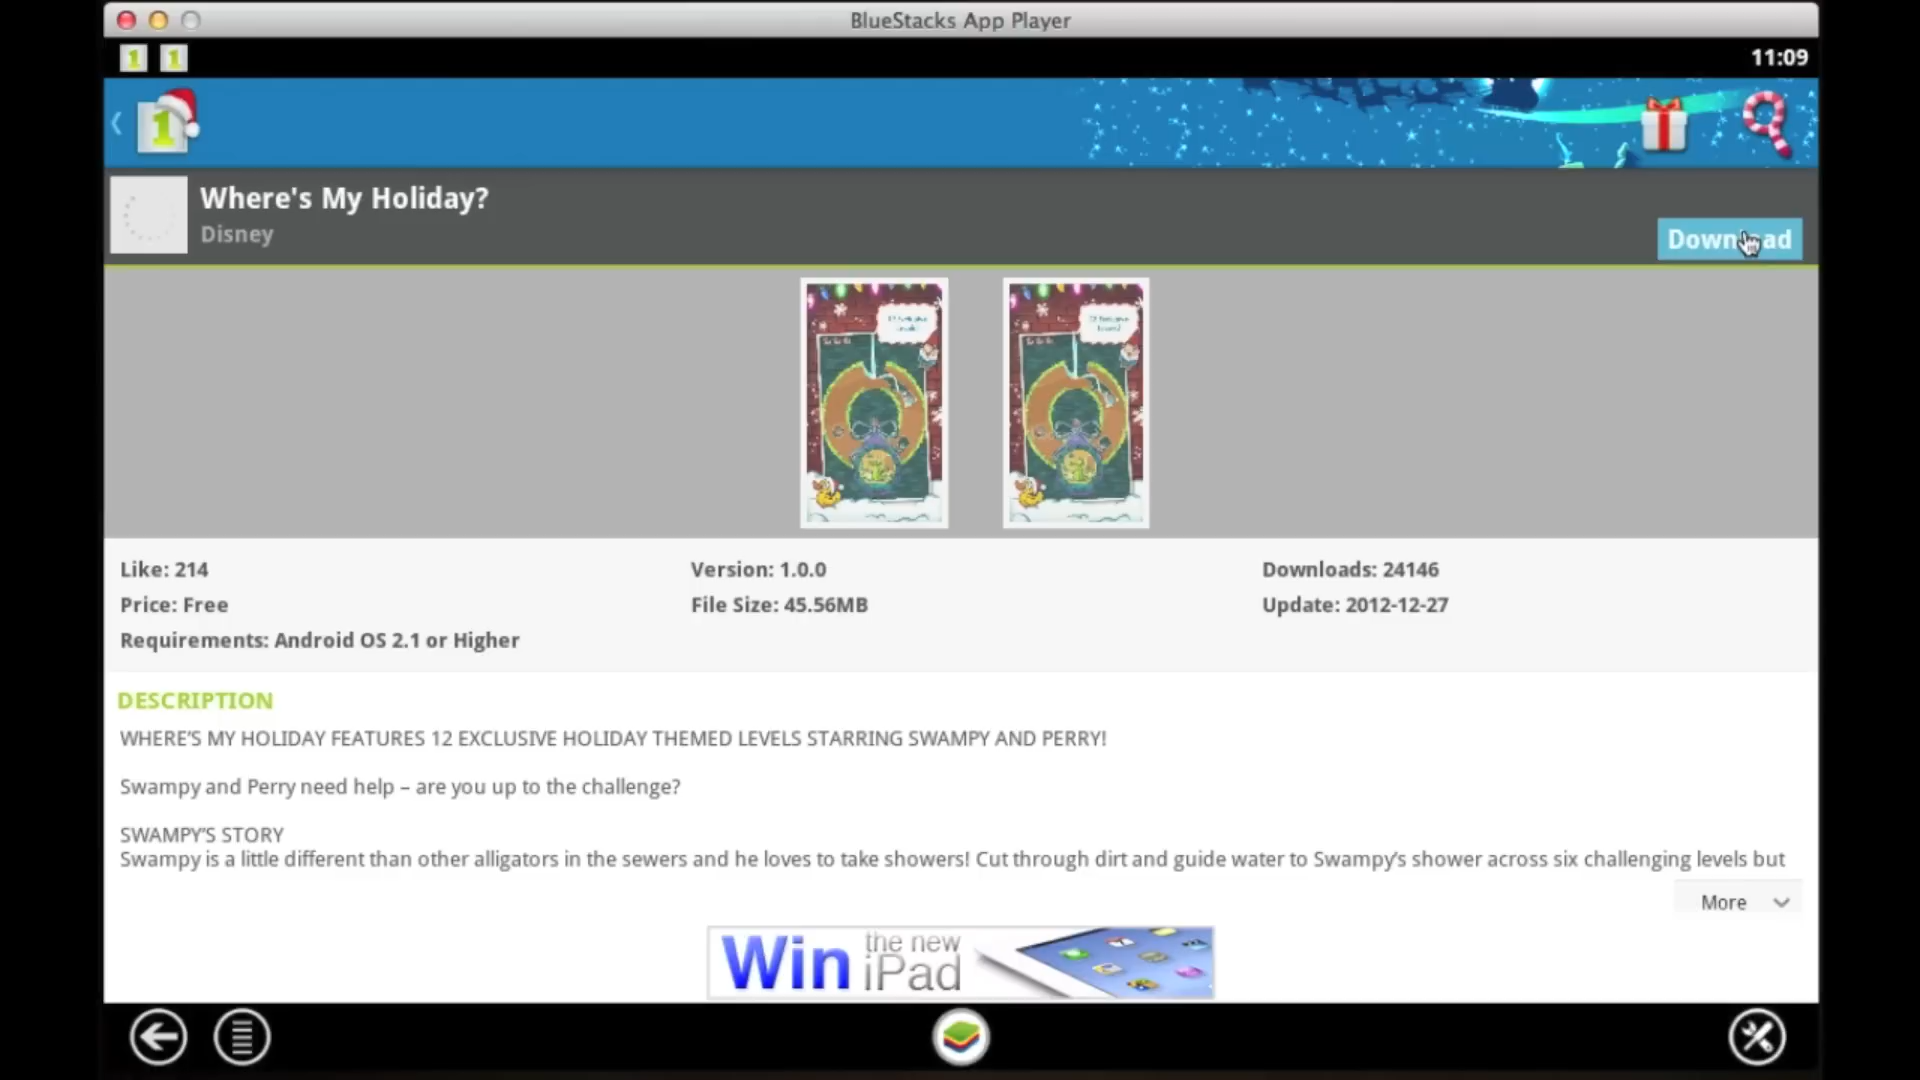 BlueStacks App Player
1 1
11:09
1
Where's My Holiday?
Disney
Download
Like: 214
Version: 1.0.0
Downloads: 24146
Price: Free
File Size: 45.56MB
Update: 2012-12-27
Requirements: Android OS 2.1 or Higher
DESCRIPTION
WHERE'S MY HOLIDAY FEATURES 12 EXCLUSIVE HOLIDAY THEMED LEVELS STARRING SWAMPY AND PERRY!
Swampy and Perry need help – are you up to the challenge?
SWAMPY'S STORY
Swampy is a little different than other alligators in the sewers and he loves to take showers! Cut through dirt and guide water to Swampy's shower across six challenging levels but
More
Win the new iPad